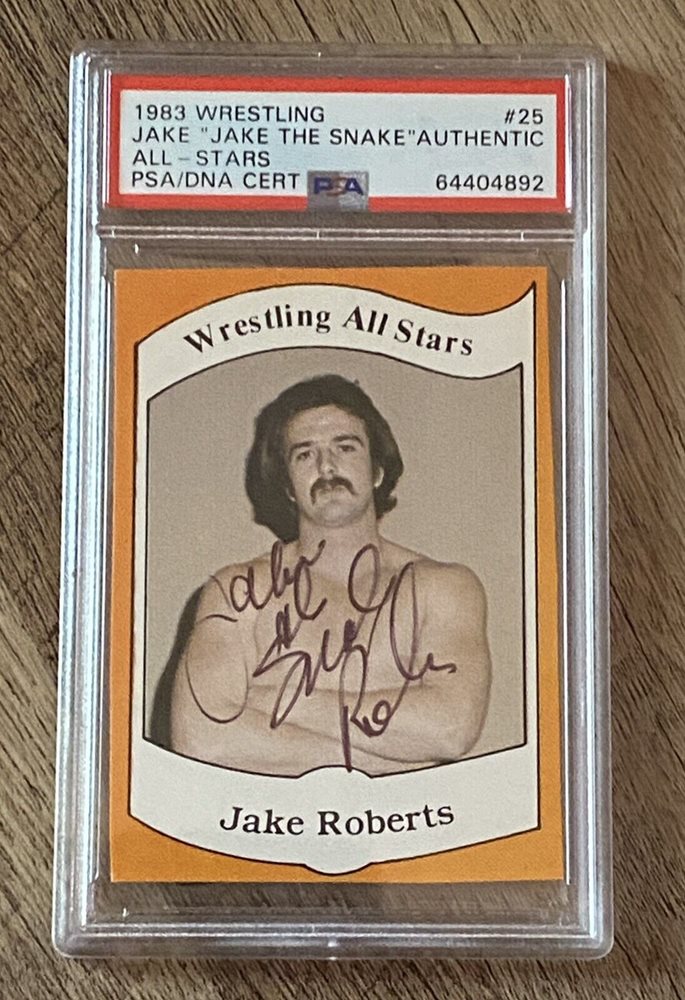 1983 WRESTLING #25
JAKE "JAKE THE SNAKE" AUTHENTIC
ALL-STARS
PSA/DNA CERT PSA 64404892
Wrestling All Stars
Jake
the
Snake
Roberts
Jake Roberts